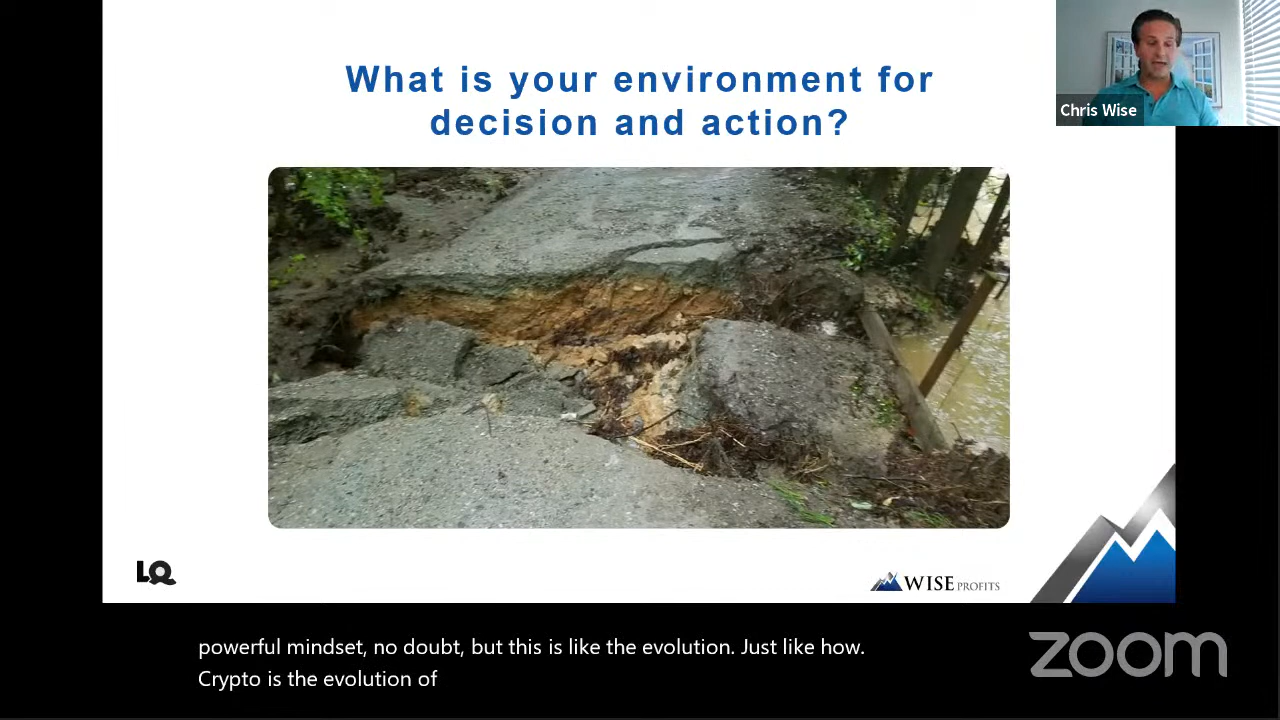 What is your environment for
decision and action?
Chris Wise
LQ
WISE PROFITS
powerful mindset, no doubt, but this is like the evolution. Just like how.
Crypto is the evolution of
zoom